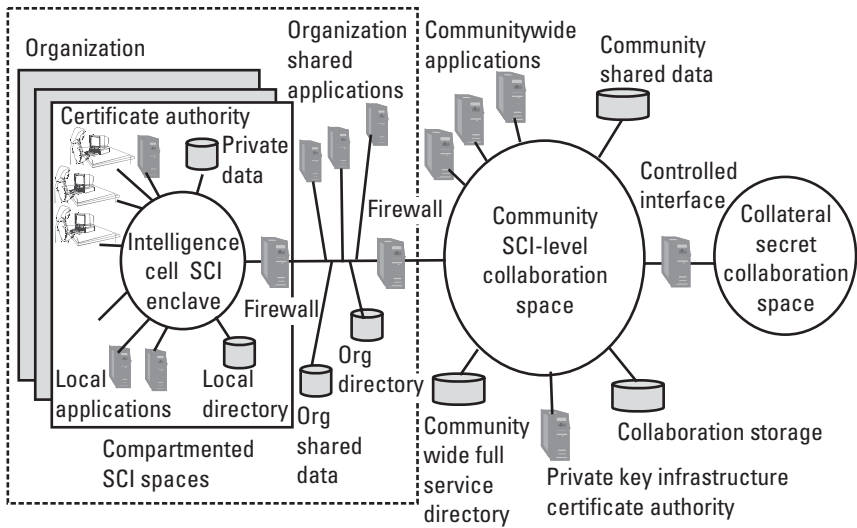 Organization
Certificate authority
Private
data
Intelligence
cell SCI
enclave
Firewall
Local
applications
Local
directory
Compartmented
SCI spaces
Organization
shared
applications
Firewall
Org
directory
Org
shared
data
Communitywide
applications
Community
shared data
Community
SCI-level
collaboration
space
Controlled
interface
Collateral
secret
collaboration
space
Community
wide full
service
directory
Private key infrastructure
certificate authority
Collaboration storage